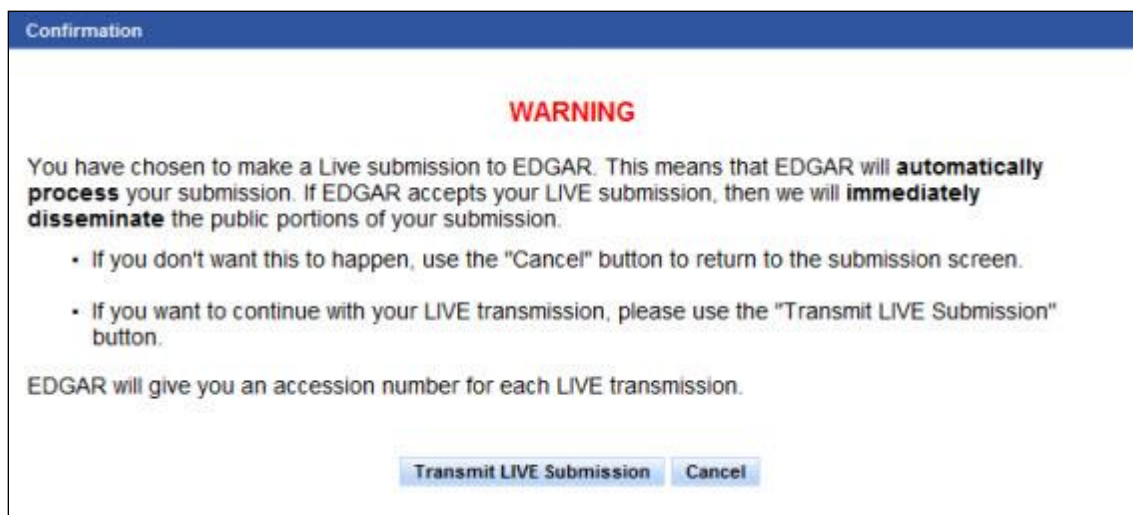 Confirmation
WARNING
You have chosen to make a Live submission to EDGAR. This means that EDGAR will automatically
process your submission. If EDGAR accepts your LIVE submission, then we will immediately
disseminate the public portions of your submission.
• If you don't want this to happen, use the "Cancel" button to return to the submission screen.
• If you want to continue with your LIVE transmission, please use the "Transmit LIVE Submission"
button.
EDGAR will give you an accession number for each LIVE transmission.
Transmit LIVE Submission Cancel